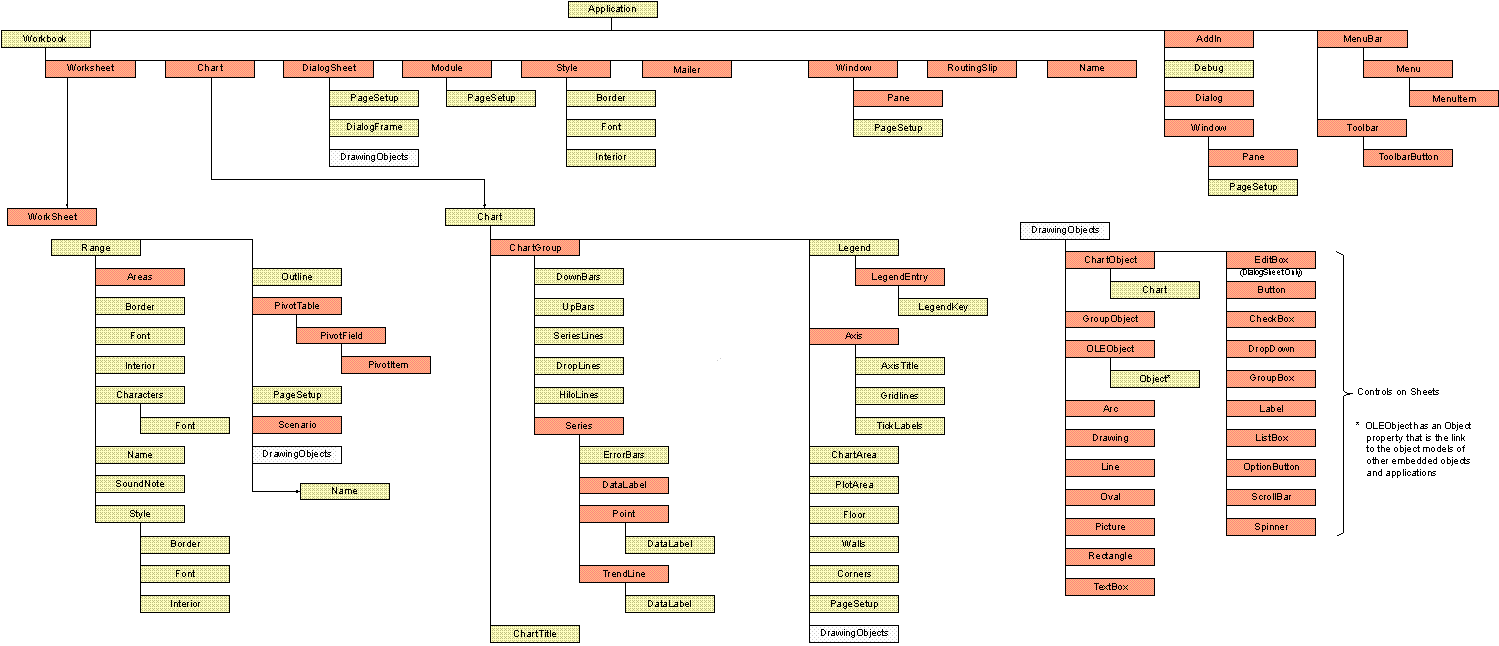 Application
Workbook
AddIn
MenuBar
Worksheet
Chart
DialogSheet
Module
Style
Mailer
Window
RoutingSlip
Name
Debug
Menu
PageSetup
PageSetup
Border
Pane
Dialog
MenuItem
DialogFrame
Font
PageSetup
Window
Toolbar
DrawingObjects
Interior
Pane
ToolbarButton
PageSetup
WorkSheet
Range
Areas
Border
Font
Interior
Characters
Font
Name
SoundNote
Style
Border
Font
Interior
Outline
PivotTable
PivotField
PivotItem
PageSetup
Scenario
DrawingObjects
Name
Chart
ChartGroup
DownBars
UpBars
SeriesLines
DropLines
HiloLines
Series
ErrorBars
DataLabel
Point
DataLabel
TrendLine
DataLabel
ChartTitle
Legend
LegendEntry
LegendKey
Axis
AxisTitle
Gridlines
TickLabels
ChartArea
PlotArea
Floor
Walls
Corners
PageSetup
DrawingObjects
DrawingObjects
ChartObject
Chart
GroupObject
OLEObject
Object*
Arc
Drawing
Line
Oval
Picture
Rectangle
TextBox
EditBox
(DialogSheet Only)
Button
CheckBox
DropDown
GroupBox
Label
ListBox
OptionButton
ScrollBar
Spinner
Controls on Sheets
* OLEObject has an Object
property that is the link
to the object models of
other embedded objects
and applications